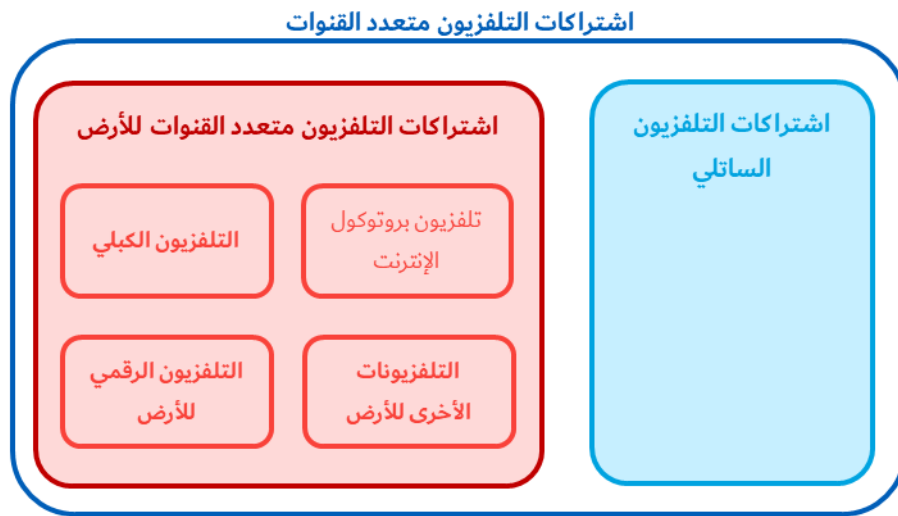 اشتراكات التلفزيون متعدد القنوات
اشتراكات التلفزيون
الساتلي
اشتراكات التلفزيون متعدد القنوات للأرض
تلفزيون بروتوكول
الإنترنت
التلفزيون الكبلي
التلفزيونات
الأخرى للأرض
التلفزيون الرقمي
للأرض